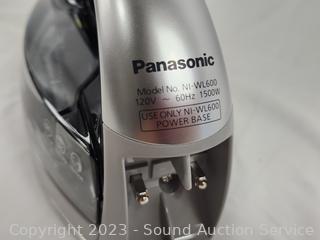 Panasonic
Model No. NI-WL600
120V ~ 60Hz 1500W
USE ONLY NI-WL600
POWER BASE
Copyright 2023 - Sound Auction Service